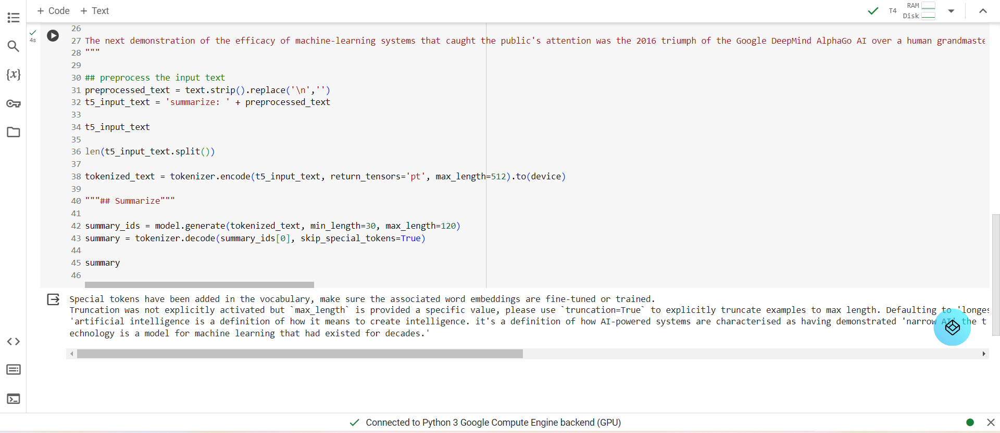 + Code + Text
T4
RAM
Disk
4s
26
27 The next demonstration of the efficacy of machine-learning systems that caught the public's attention was the 2016 triumph of the Google DeepMind AlphaGo AI over a human grandmaste
28 """
29
30 ## preprocess the input text
31 preprocessed_text = text.strip().replace('\n','')
32 t5_input_text = 'summarize: ' + preprocessed_text
33
34 t5_input_text
35
36 len(t5_input_text.split())
37
38 tokenized_text = tokenizer.encode(t5_input_text, return_tensors='pt', max_length=512).to(device)
39
40 """## Summarize"""
41
42 summary_ids = model.generate(tokenized_text, min_length=30, max_length=120)
43 summary = tokenizer.decode(summary_ids[0], skip_special_tokens=True)
44
45 summary
46
Special tokens have been added in the vocabulary, make sure the associated word embeddings are fine-tuned or trained.
Truncation was not explicitly activated but `max_length` is provided a specific value, please use `truncation=True` to explicitly truncate examples to max length. Defaulting to 'longes
'artificial intelligence is a definition of how it means to create intelligence. it's a definition of how AI-powered systems are characterised as having demonstrated 'narrow AI' the t
echnology is a model for machine learning that had existed for decades.'
Connected to Python 3 Google Compute Engine backend (GPU)